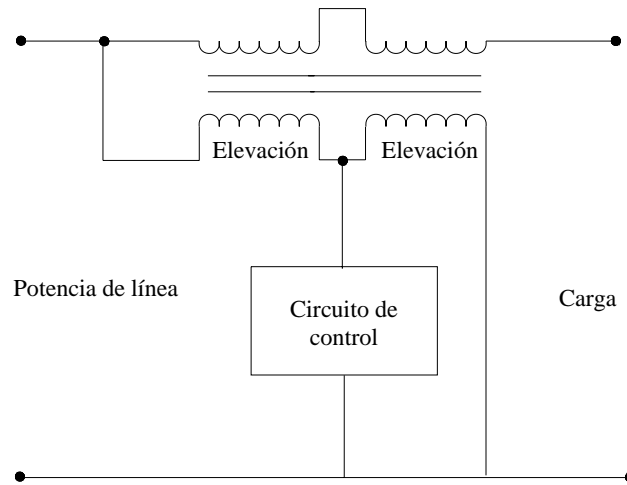 Elevación
Elevación
Potencia de línea
Circuito de
control
Carga